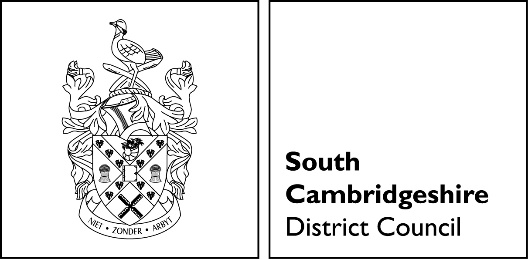 NIET • ZONDER • ARBYT
South
Cambridgeshire
District Council